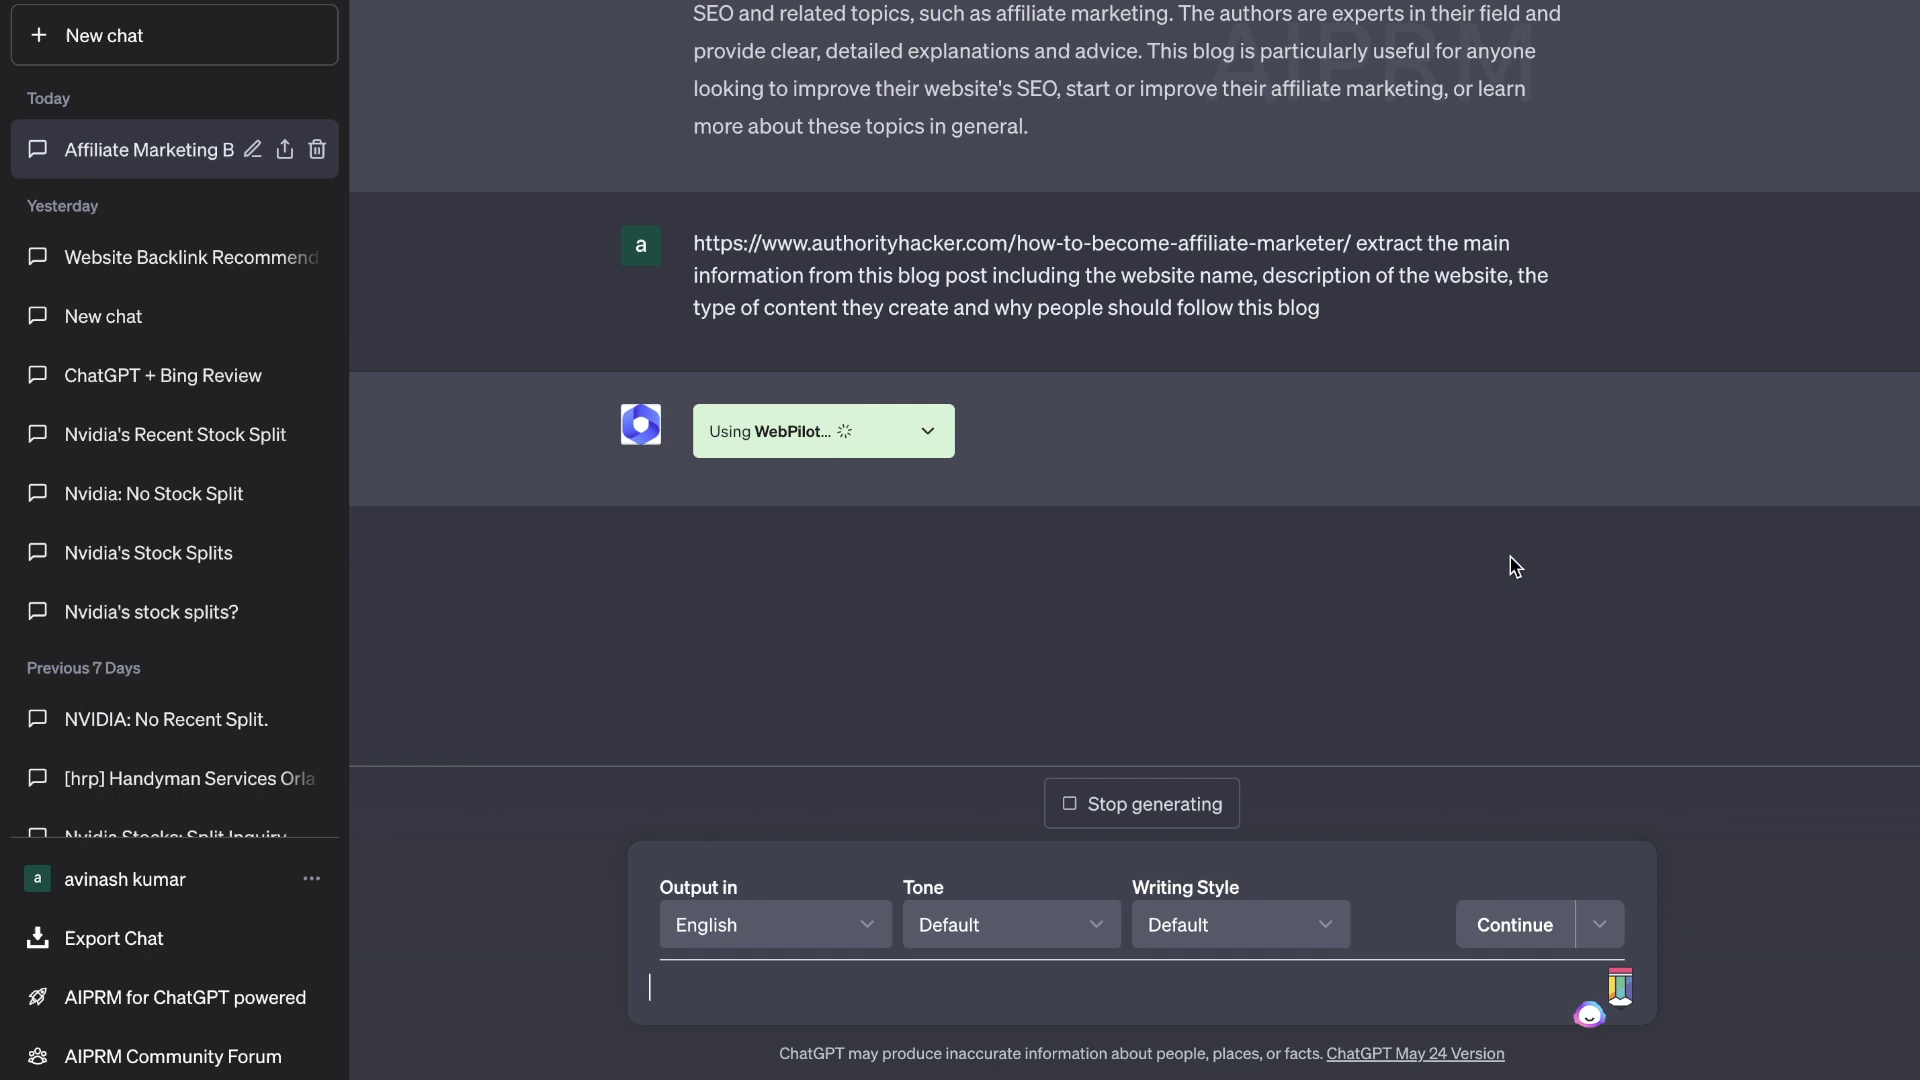 New chat
Today
Affiliate Marketing B
Yesterday
Website Backlink Recommend
New chat
ChatGPT + Bing Review
Nvidia's Recent Stock Split
Nvidia: No Stock Split
Nvidia's Stock Splits
Nvidia's stock splits?
Previous 7 Days
NVIDIA: No Recent Split.
[hrp] Handyman Services Orla
Nvidia Stocks: Split Inquiry
a avinash kumar
Export Chat
AIPRM for ChatGPT powered
AIPRM Community Forum
AIPRM
SEO and related topics, such as affiliate marketing. The authors are experts in their field and
provide clear, detailed explanations and advice. This blog is particularly useful for anyone
looking to improve their website's SEO, start or improve their affiliate marketing, or learn
more about these topics in general.
a
https://www.authorityhacker.com/how-to-become-affiliate-marketer/ extract the main
information from this blog post including the website name, description of the website, the
type of content they create and why people should follow this blog
Using WebPilot...
Stop generating
Output in Tone Writing Style
English Default Default Continue
ChatGPT may produce inaccurate information about people, places, or facts. ChatGPT May 24 Version